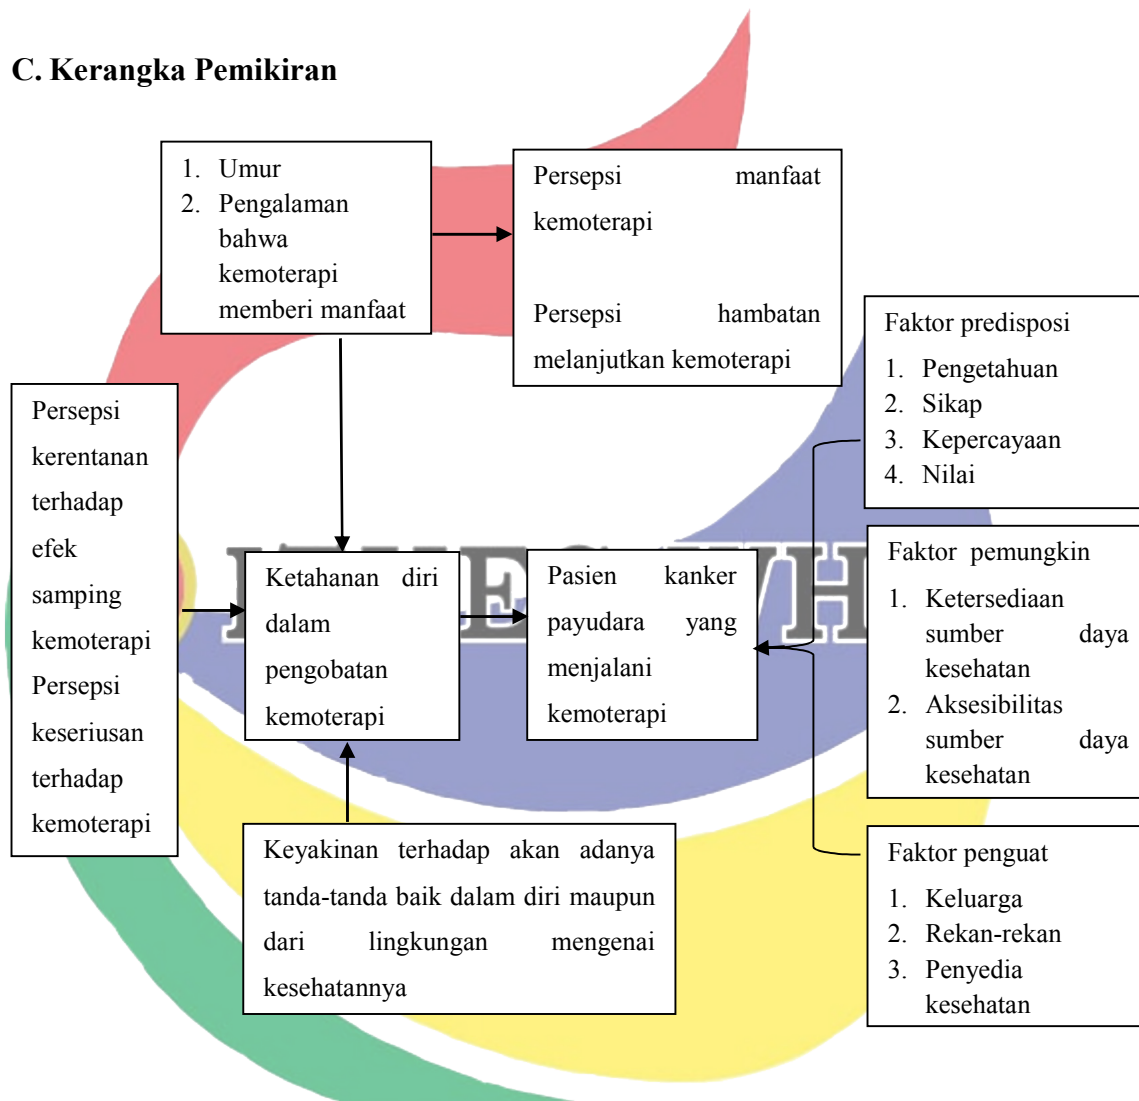 C. Kerangka Pemikiran
1. Umur
2. Pengalaman
bahwa
kemoterapi
memberi manfaat
Persepsi manfaat
kemoterapi
Persepsi hambatan
melanjutkan kemoterapi
Faktor predisposi
1. Pengetahuan
2. Sikap
3. Kepercayaan
4. Nilai
Persepsi
kerentanan
terhadap
efek
samping
kemoterapi
Persepsi
keseriusan
terhadap
kemoterapi
Ketahanan diri
dalam
pengobatan
kemoterapi
Pasien kanker
payudara yang
menjalani
kemoterapi
Faktor pemungkin
1. Ketersediaan
sumber daya
kesehatan
2. Aksesibilitas
sumber daya
kesehatan
Keyakinan terhadap akan adanya
tanda-tanda baik dalam diri maupun
dari lingkungan mengenai
kesehatannya
Faktor penguat
1. Keluarga
2. Rekan-rekan
3. Penyedia
kesehatan